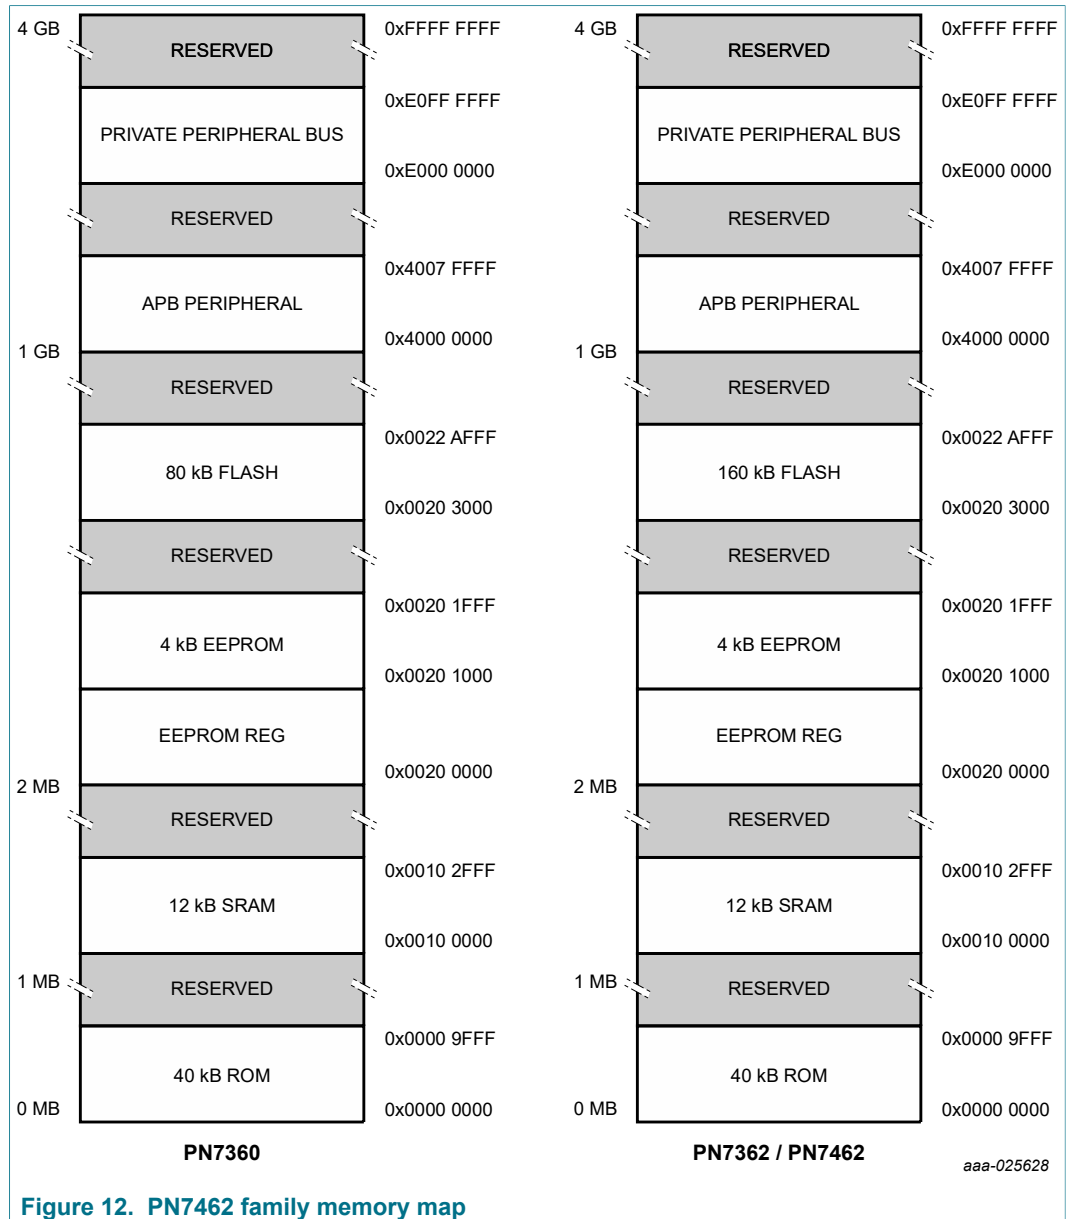 4 GB
RESERVED
0xFFFF FFFF
0xE0FF FFFF
PRIVATE PERIPHERAL BUS
0xE000 0000
RESERVED
0x4007 FFFF
APB PERIPHERAL
0x4000 0000
1 GB
RESERVED
0x0022 AFFF
80 kB FLASH
0x0020 3000
RESERVED
0x0020 1FFF
4 kB EEPROM
0x0020 1000
EEPROM REG
0x0020 0000
2 MB
RESERVED
0x0010 2FFF
12 kB SRAM
0x0010 0000
1 MB
RESERVED
0x0000 9FFF
40 kB ROM
0 MB
0x0000 0000
PN7360
4 GB
RESERVED
0xFFFF FFFF
0xE0FF FFFF
PRIVATE PERIPHERAL BUS
0xE000 0000
RESERVED
0x4007 FFFF
APB PERIPHERAL
0x4000 0000
1 GB
RESERVED
0x0022 AFFF
160 kB FLASH
0x0020 3000
RESERVED
0x0020 1FFF
4 kB EEPROM
0x0020 1000
EEPROM REG
0x0020 0000
2 MB
RESERVED
0x0010 2FFF
12 kB SRAM
0x0010 0000
1 MB
RESERVED
0x0000 9FFF
40 kB ROM
0 MB
0x0000 0000
PN7362 / PN7462
aaa-025628
Figure 12. PN7462 family memory map